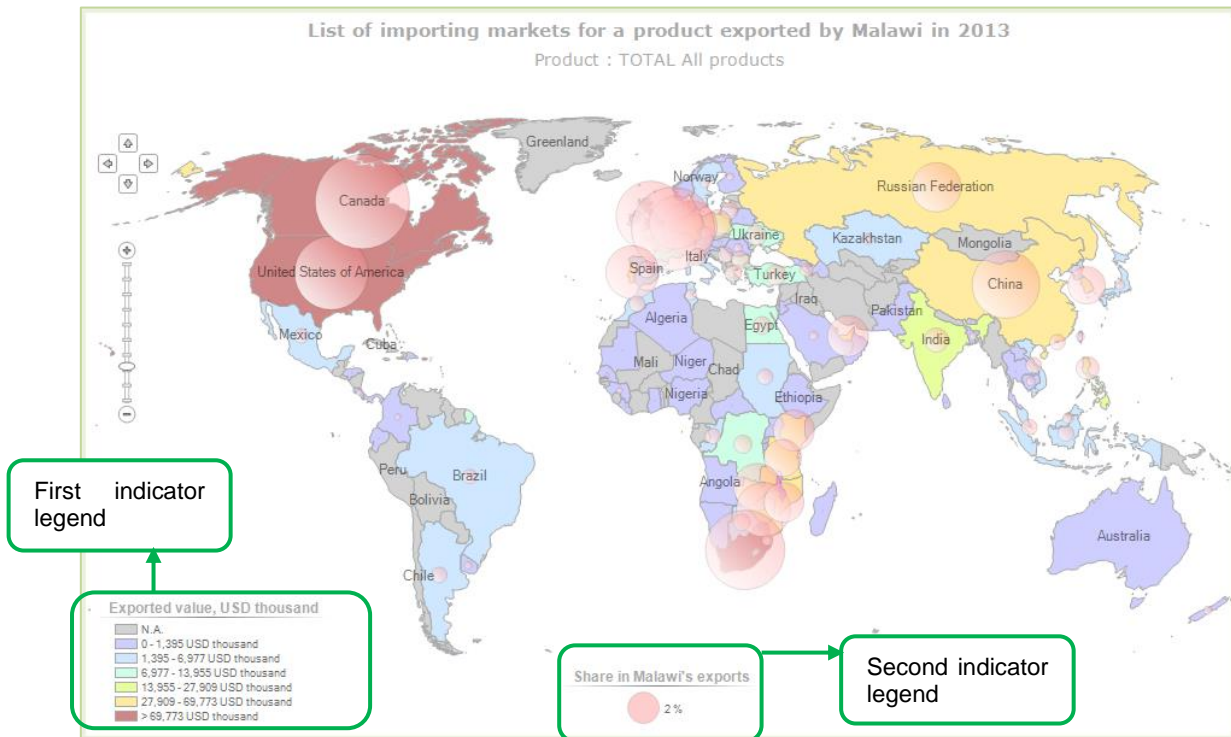 List of importing markets for a product exported by Malawi in 2013
Product : TOTAL All products
Greenland
Norway
Russian Federation
Canada
Ukraine
Kazakhstan
Mongolia
Italy
United States of America
Spain
Turkey
China
Iraq
Pakistan
Algeria
Mexico
Egypt
India
Cuba
Mali
Niger
Chad
Nigeria
Ethiopia
Peru
Brazil
Angola
Bolivia
Australia
Chile
First indicator
legend
Exported value, USD thousand
N.A.
0 - 1,395 USD thousand
1,395 - 6,977 USD thousand
6,977 - 13,955 USD thousand
13,955 - 27,909 USD thousand
27,909 - 69,773 USD thousand
> 69,773 USD thousand
Share in Malawi's exports
2 %
Second indicator
legend